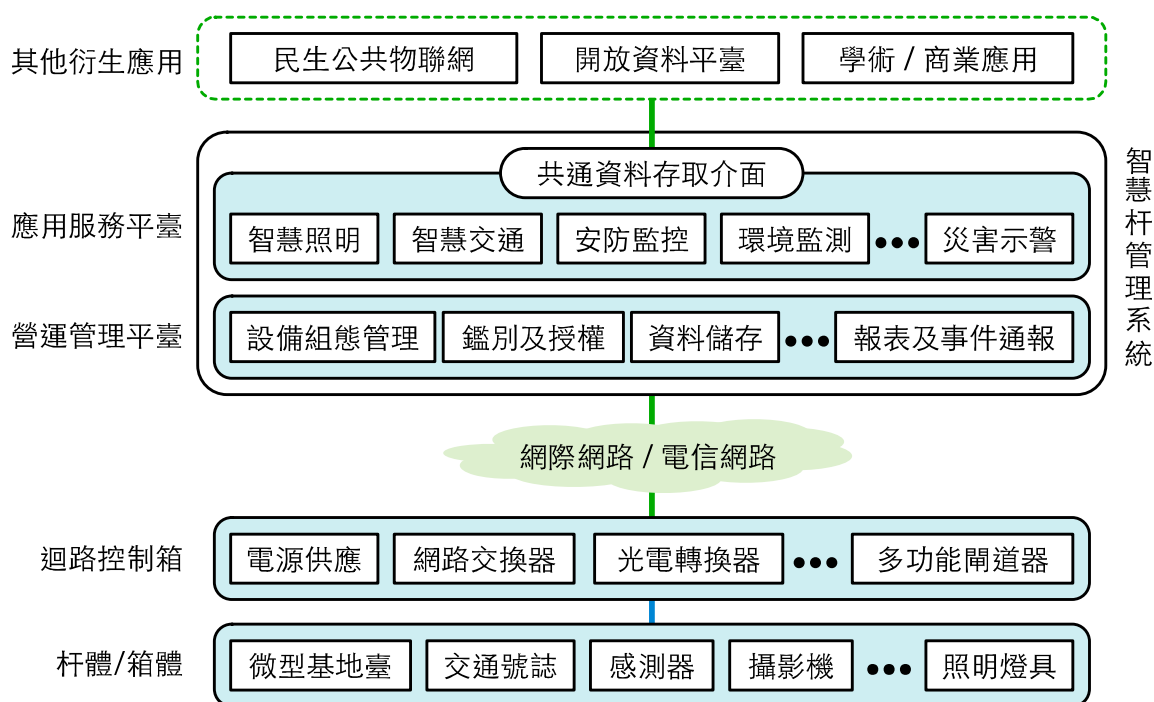 其他衍生應用
民生公共物聯網
開放資料平臺
學術 / 商業應用
共通資料存取介面
應用服務平臺
智慧照明
智慧交通
安防監控
環境監測
災害示警
營運管理平臺
設備組態管理
鑑別及授權
資料儲存
報表及事件通報
智慧杆管理系統
網際網路 / 電信網路
迴路控制箱
電源供應
網路交換器
光電轉換器
多功能閘道器
杆體/箱體
微型基地臺
交通號誌
感測器
攝影機
照明燈具